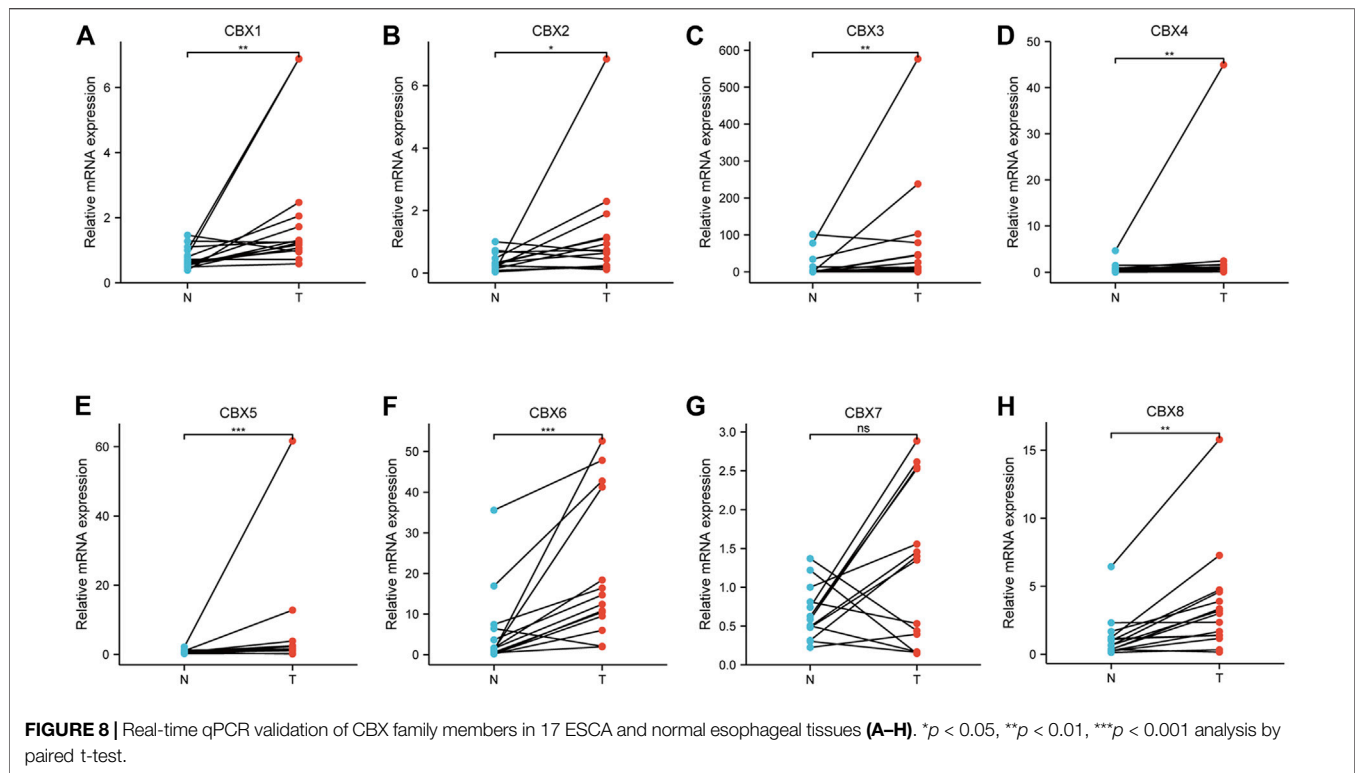 A
CBX1
**
Relative mRNA expression
6
4
2
0
N T
B
CBX2
*
Relative mRNA expression
6
4
2
0
N T
C
CBX3
**
Relative mRNA expression
600
500
400
300
200
100
0
N T
D
CBX4
**
Relative mRNA expression
50
40
30
20
10
0
N T
E
CBX5
***
Relative mRNA expression
60
40
20
0
N T
F
CBX6
***
Relative mRNA expression
50
40
30
20
10
0
N T
G
CBX7
ns
Relative mRNA expression
3.0
2.5
2.0
1.5
1.0
0.5
0.0
N T
H
CBX8
**
Relative mRNA expression
15
10
5
0
N T
FIGURE 8 | Real-time qPCR validation of CBX family members in 17 ESCA and normal esophageal tissues (A–H). *p < 0.05, **p < 0.01, ***p < 0.001 analysis by
paired t-test.